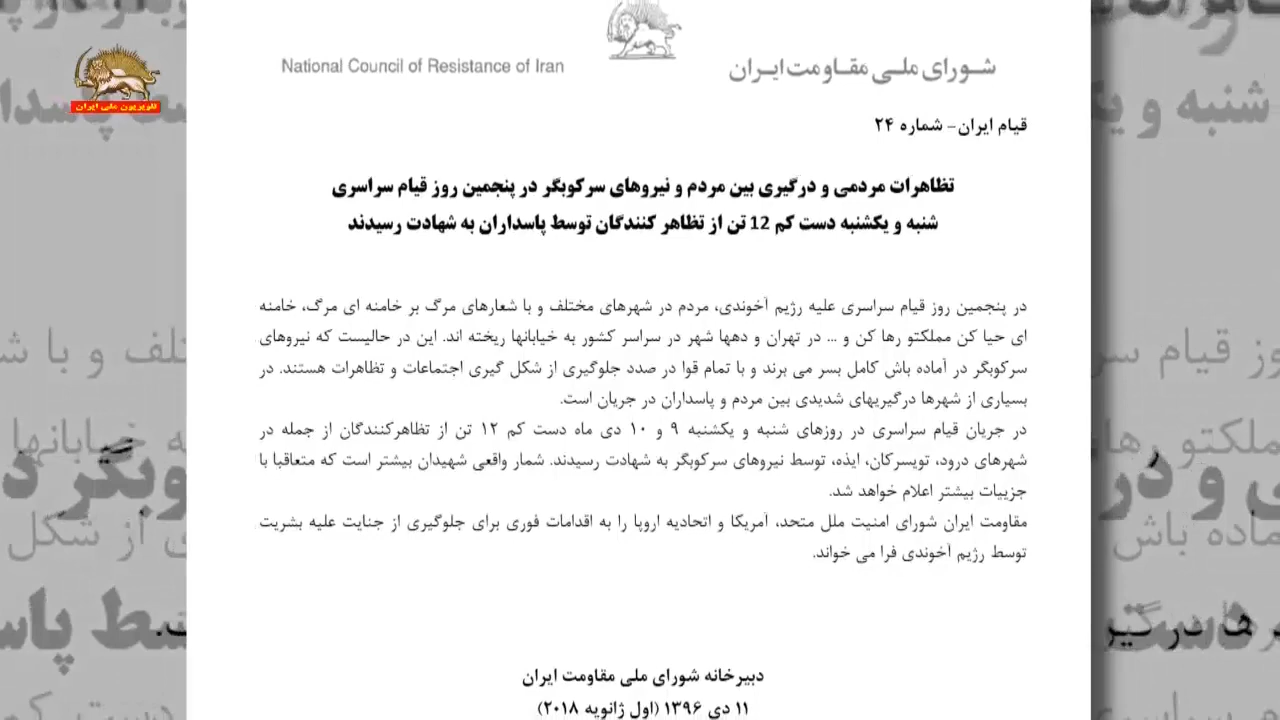 تلویزیون ملی ایران
National Council of Resistance of Iran
شورای ملی مقاومت ایران
قیام ایران- شماره ۲۴
تظاهرات مردمی و درگیری بین مردم و نیروهای سرکوبگر در پنجمین روز قیام سراسری
شنبه و یکشنبه دست کم 12 تن از تظاهر کنندگان توسط پاسداران به شهادت رسیدند
در پنجمین روز قیام سراسری علیه رژیم آخوندی، مردم در شهرهای مختلف و با شعارهای مرگ بر خامنه ای مرگ، خامنه
ای حیا کن مملکتو رها کن و ... در تهران و دهها شهر در سراسر کشور به خیابانها ریخته اند. این در حالیست که نیروهای
سرکوبگر در آماده باش کامل بسر می برند و با تمام قوا در صدد جلوگیری از شکل گیری اجتماعات و تظاهرات هستند. در
بسیاری از شهرها درگیریهای شدیدی بین مردم و پاسداران در جریان است.
در جریان قیام سراسری در روزهای شنبه و یکشنبه ۹ و ۱۰ دی ماه دست کم ۱۲ تن از تظاهرکنندگان از جمله در
شهرهای درود، تویسرکان، ایذه، توسط نیروهای سرکوبگر به شهادت رسیدند. شمار واقعی شهیدان بیشتر است که متعاقبا با
جزییات بیشتر اعلام خواهد شد.
مقاومت ایران شورای امنیت ملل متحد، آمریکا و اتحادیه اروپا را به اقدامات فوری برای جلوگیری از جنایت علیه بشریت
توسط رژیم آخوندی فرا می خواند.
دبیرخانه شورای ملی مقاومت ایران
۱۱ دی ۱۳۹۶ (اول ژانویه ۲۰۱۸)